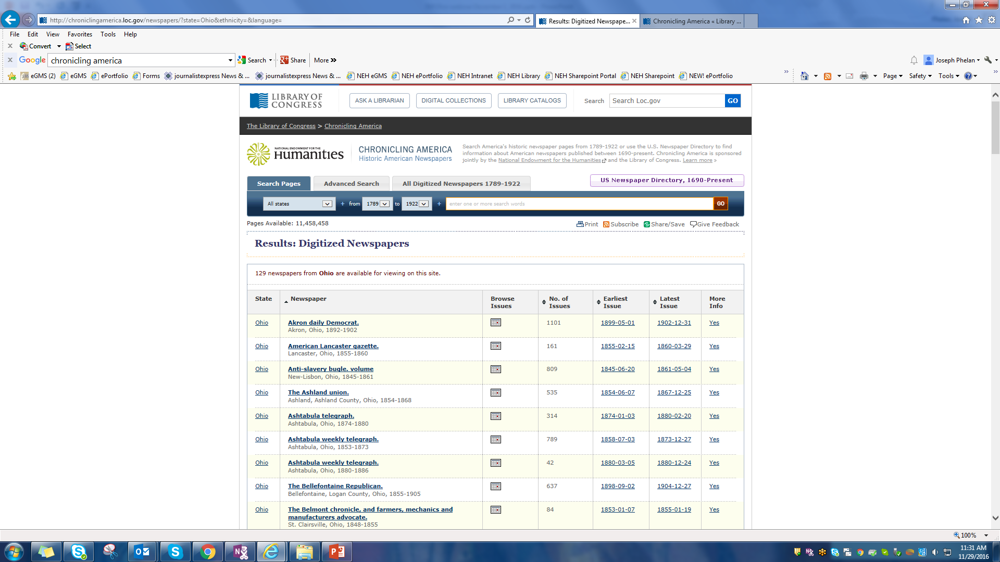 http://chroniclingamerica.loc.gov/newspapers/?state=Ohio&ethnicity=&language=
Results: Digitized Newspape...
Chronicling America « Library ...
File Edit View Favorites Tools Help
Convert Select
Google chronicling america Search Share More »
Joseph Phelan
eGMS (2) eGMS ePortfolio Forms journalistexpress News & ... journalistexpress News & ... NEH eGMS NEH ePortfolio NEH Intranet NEH Library NEH Sharepoint Portal NEH Sharepoint NEW! ePortfolio
Page Safety Tools
LIBRARY OF CONGRESS
ASK A LIBRARIAN DIGITAL COLLECTIONS LIBRARY CATALOGS Search Search Loc.gov GO
The Library of Congress > Chronicling America
NATIONAL ENDOWMENT FOR THE
Humanities
CHRONICLING AMERICA
Historic American Newspapers
Search America's historic newspaper pages from 1789-1922 or use the U.S. Newspaper Directory to find
information about American newspapers published between 1690-present. Chronicling America is sponsored
jointly by the National Endowment for the Humanities and the Library of Congress. Learn more »
Search Pages Advanced Search All Digitized Newspapers 1789-1922 US Newspaper Directory, 1690-Present
All states + from 1789 to 1922 + enter one or more search words GO
Pages Available: 11,458,458 Print Subscribe Share/Save Give Feedback
Results: Digitized Newspapers
129 newspapers from Ohio are available for viewing on this site.
State Newspaper Browse Issues No. of Issues Earliest Issue Latest Issue More Info
Ohio Akron daily Democrat. 1101 1899-05-01 1902-12-31 Yes
Akron, Ohio, 1892-1902
Ohio American Lancaster gazette. 161 1855-02-15 1860-03-29 Yes
Lancaster, Ohio, 1855-1860
Ohio Anti-slavery bugle. volume 809 1845-06-20 1861-05-04 Yes
New-Lisbon, Ohio, 1845-1861
Ohio The Ashland union. 535 1854-06-07 1867-12-25 Yes
Ashland, Ashland County, Ohio, 1854-1868
Ohio Ashtabula telegraph. 314 1874-01-03 1880-02-20 Yes
Ashtabula, Ohio, 1874-1880
Ohio Ashtabula weekly telegraph. 789 1858-07-03 1873-12-27 Yes
Ashtabula, Ohio, 1853-1873
Ohio Ashtabula weekly telegraph. 42 1880-03-05 1880-12-24 Yes
Ashtabula, Ohio, 1880-1886
Ohio The Bellefontaine Republican. 637 1898-09-02 1904-12-27 Yes
Bellefontaine, Logan County, Ohio, 1855-1905
Ohio The Belmont chronicle, and farmers, mechanics and 84 1853-01-07 1855-01-19 Yes
manufacturers advocate.
St. Clairsville, Ohio, 1848-1855
100%
11:31 AM
11/29/2016